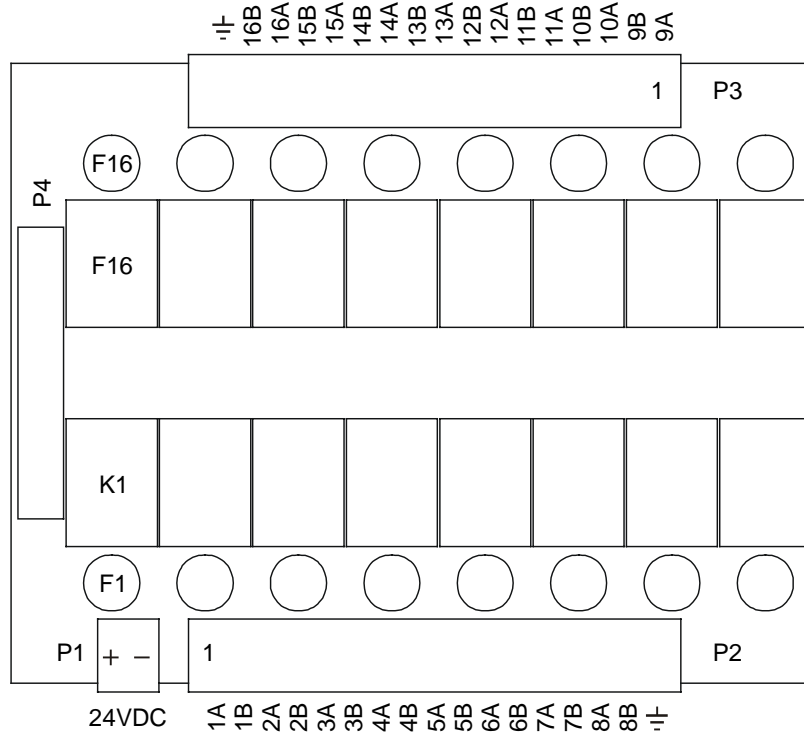 16B
16A
15B
15A
14B
14A
13B
13A
12B
12A
11B
11A
10B
10A
9B
9A
1 P3
F16
P4
F16
K1
F1
P1 + − 1 P2
24VDC
1A
1B
2A
2B
3A
3B
4A
4B
5A
5B
6A
6B
7A
7B
8A
8B